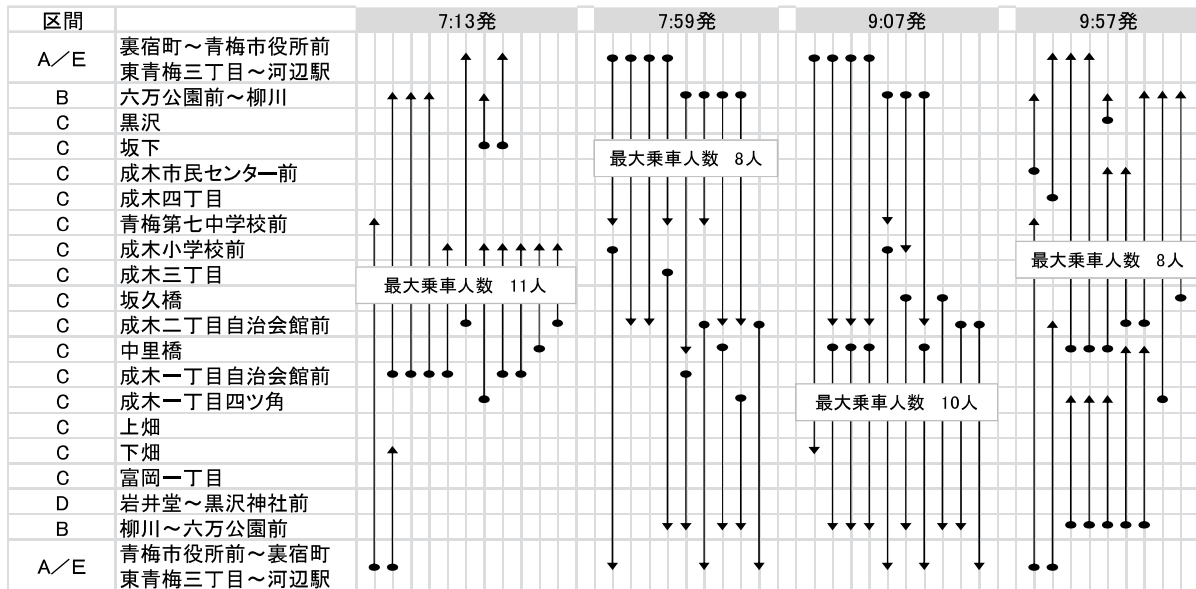 区間 7:13発 7:59発 9:07発 9:57発
A／E 裏宿町～青梅市役所前
東青梅三丁目～河辺駅
B 六万公園前～柳川
C 黒沢
C 坂下
最大乗車人数 8人
C 成木市民センター前
C 成木四丁目
C 青梅第七中学校前
C 成木小学校前
最大乗車人数 8人
C 成木三丁目
最大乗車人数 11人
C 坂久橋
C 成木二丁目自治会館前
C 中里橋
C 成木一丁目自治会館前
C 成木一丁目四ツ角
最大乗車人数 10人
C 上畑
C 下畑
C 富岡一丁目
D 岩井堂～黒沢神社前
B 柳川～六万公園前
A／E 青梅市役所前～裏宿町
東青梅三丁目～河辺駅